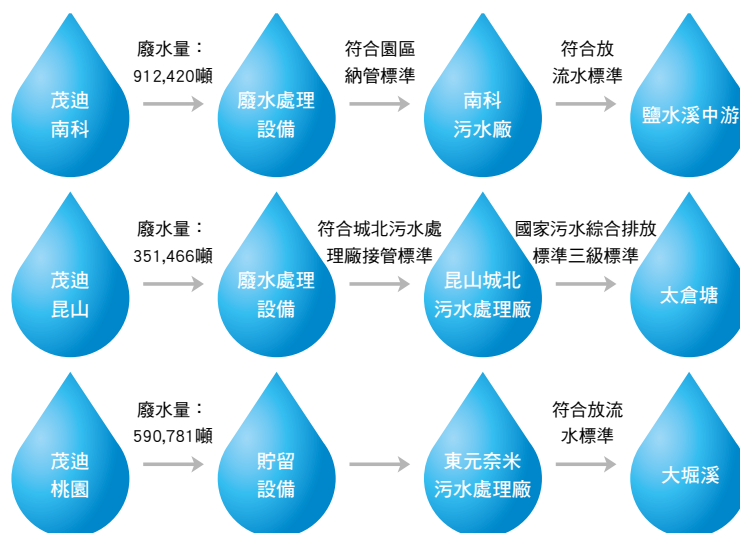 廢水量：
912,420噸
符合園區
納管標準
符合放
流水標準
茂迪
南科
廢水處理
設備
南科
污水廠
鹽水溪中游
廢水量：
351,466噸
符合城北污水處
理廠接管標準
國家污水綜合排放
標準三級標準
茂迪
昆山
廢水處理
設備
昆山城北
污水處理廠
太倉塘
廢水量：
590,781噸
符合放流
水標準
茂迪
桃園
貯留
設備
東元奈米
污水處理廠
大堀溪